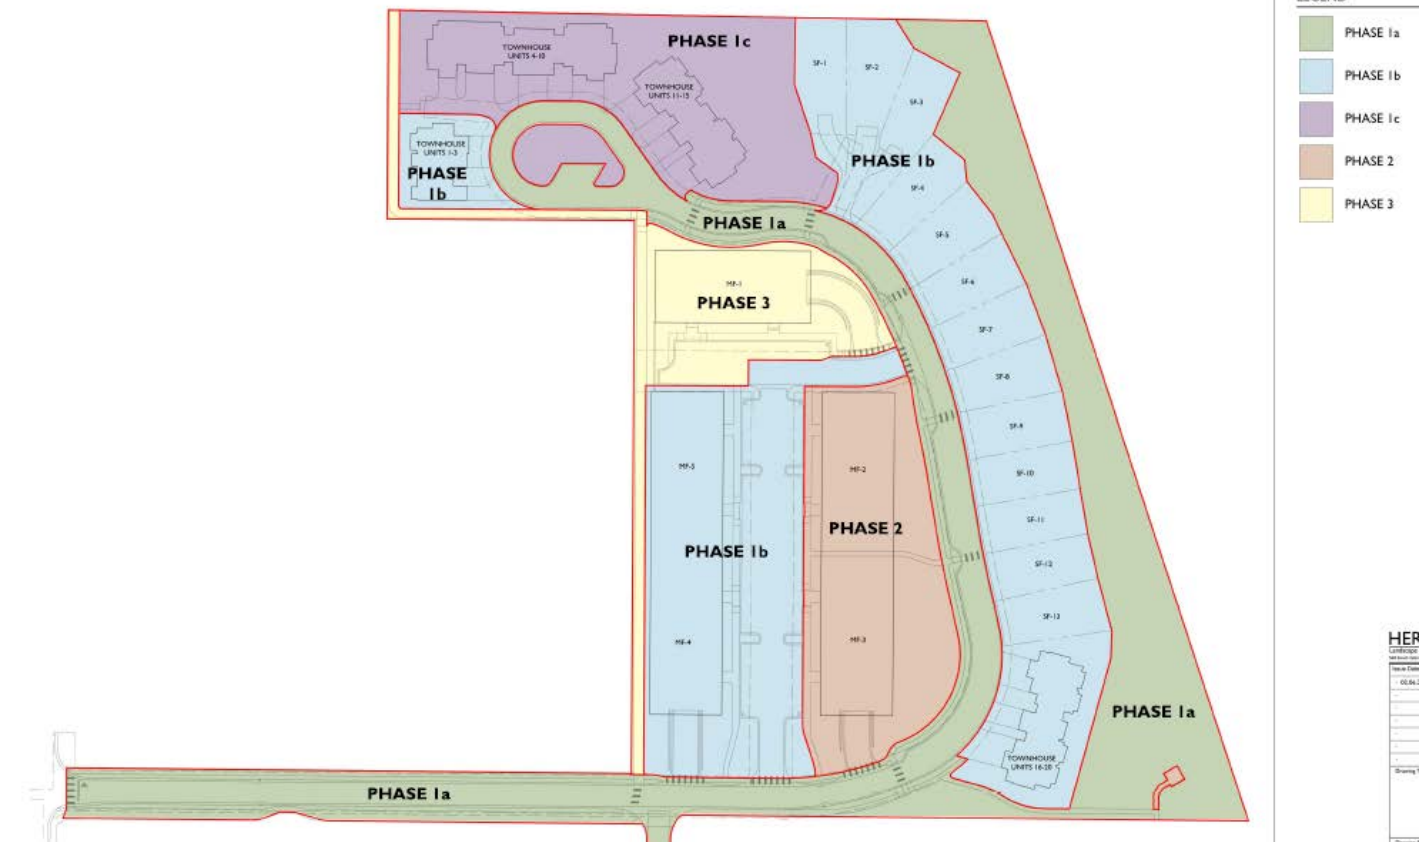 PHASE 1a
PHASE 1b
PHASE 1c
PHASE 2
PHASE 3
PHASE 1c
TOWNHOUSE
UNITS 4-10
TOWNHOUSE
UNITS 11-15
TOWNHOUSE
UNITS 1-3
PHASE
1b
SF-1
SF-2
SF-3
PHASE 1b
SF-4
SF-5
SF-6
SF-7
SF-8
SF-9
SF-10
SF-11
SF-12
SF-13
PHASE 1a
MF-1
PHASE 3
MF-5
MF-2
PHASE 2
PHASE 1b
MF-4
MF-3
PHASE 1a
TOWNHOUSE
UNITS 16-20
PHASE 1a
HER
Landscape
Issue Date